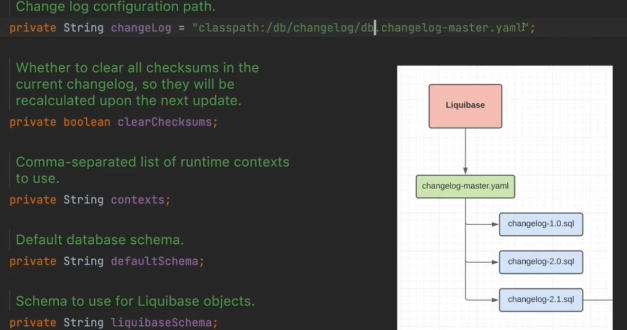 Change log configuration path.
private String changeLog = "classpath:/db/changelog/db.changelog-master.yaml";
Whether to clear all checksums in the
current changelog, so they will be
recalculated upon the next update.
private boolean clearChecksums;
Comma-separated list of runtime contexts
to use.
private String contexts;
Default database schema.
private String defaultSchema;
Schema to use for Liquibase objects.
private String liquibaseSchema;
Liquibase
changelog-master.yaml
changelog-1.0.sql
changelog-2.0.sql
changelog-2.1.sql